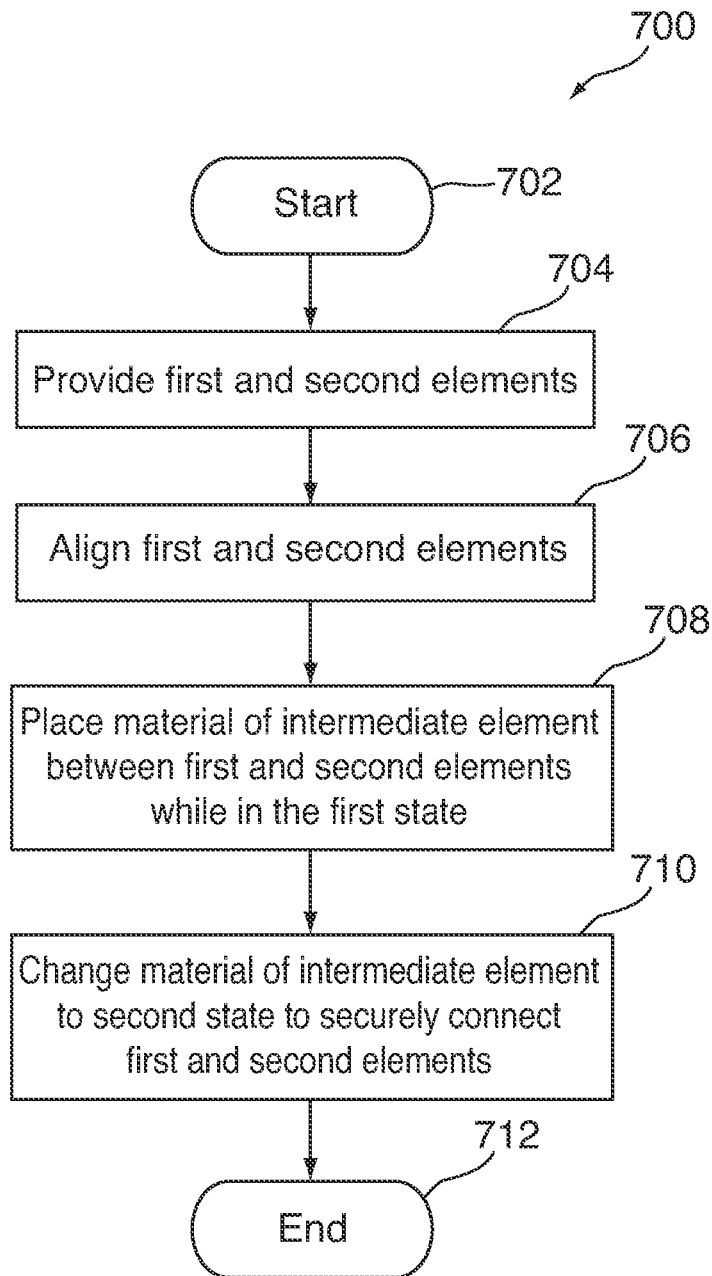 700
Start
702
704
Provide first and second elements
706
Align first and second elements
708
Place material of intermediate element
between first and second elements
while in the first state
710
Change material of intermediate element
to second state to securely connect
first and second elements
712
End